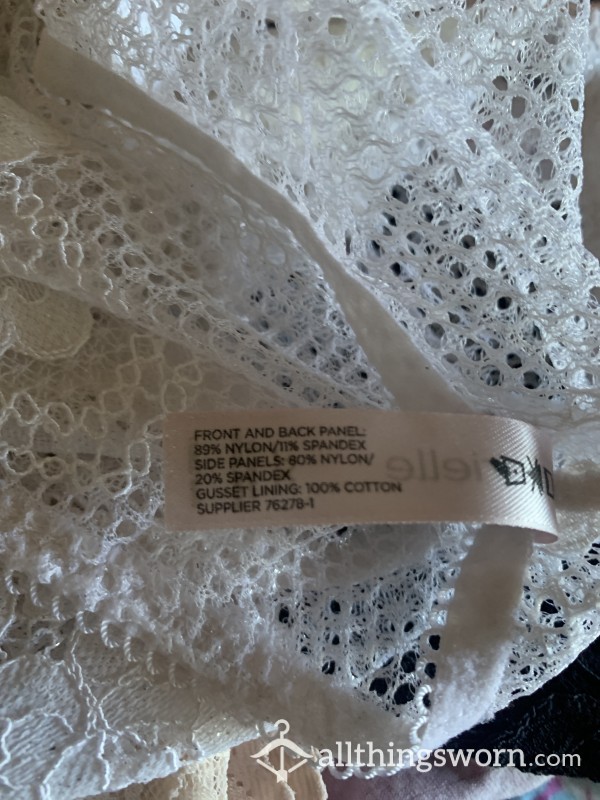 FRONT AND BACK PANEL:
89% NYLON/11% SPANDEX
SIDE PANELS: 80% NYLON/
20% SPANDEX
GUSSET LINING: 100% COTTON
SUPPLIER 76278-1
allthingsworn.com